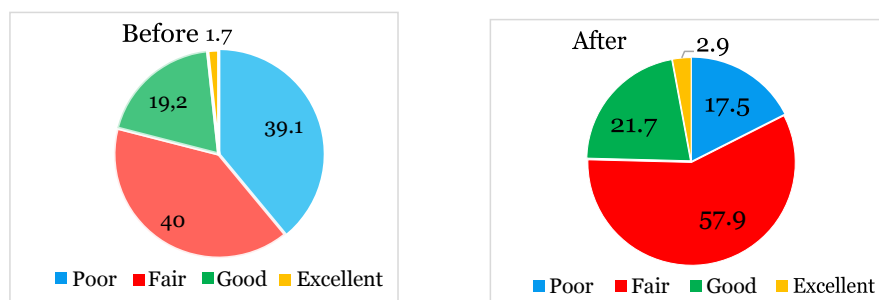 Before 1.7
19,2
39.1
40
Poor Fair Good Excellent
After 2.9
17.5
21.7
57.9
Poor Fair Good Excellent